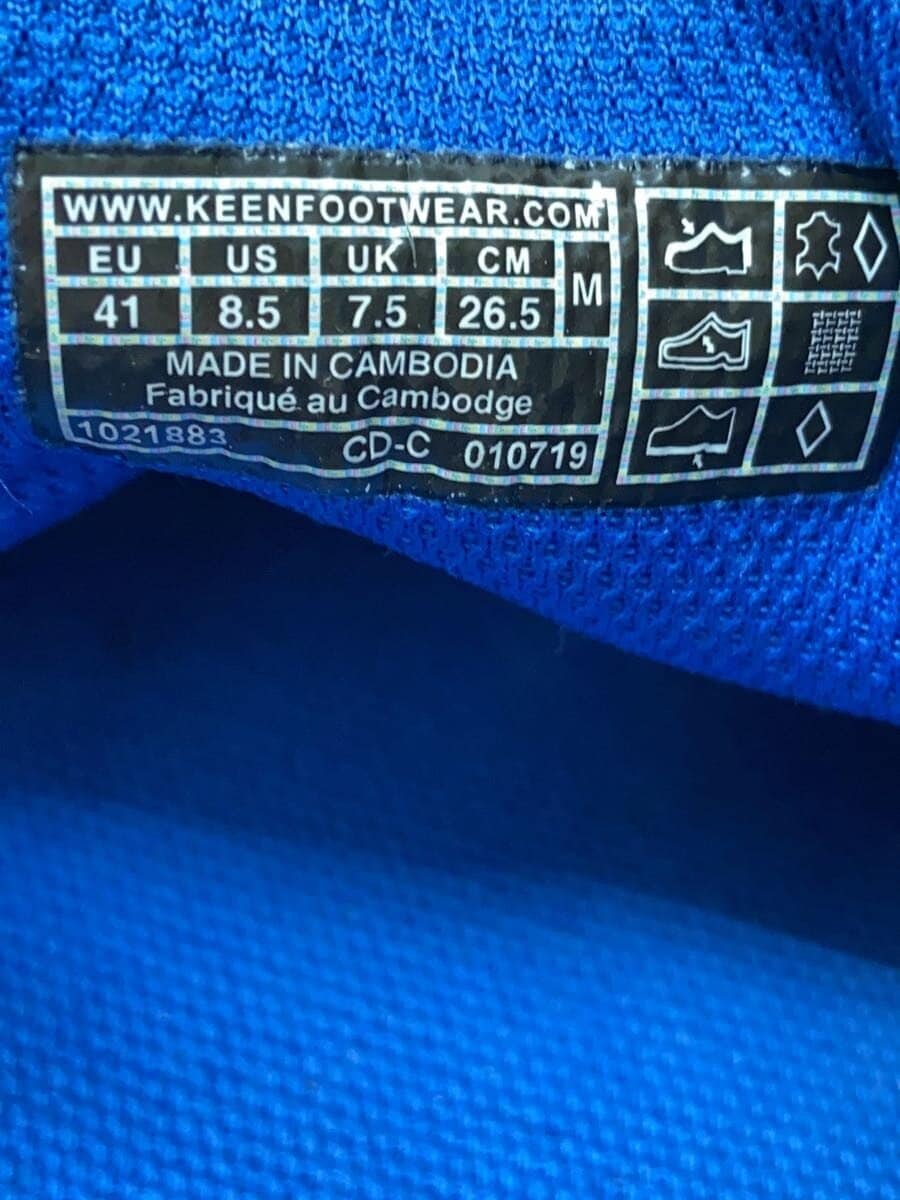 WWW.KEENFOOTWEAR.COM
EU US UK CM M
41 8.5 7.5 26.5
MADE IN CAMBODIA
Fabriqué au Cambodge
1021883 CD-C 010719